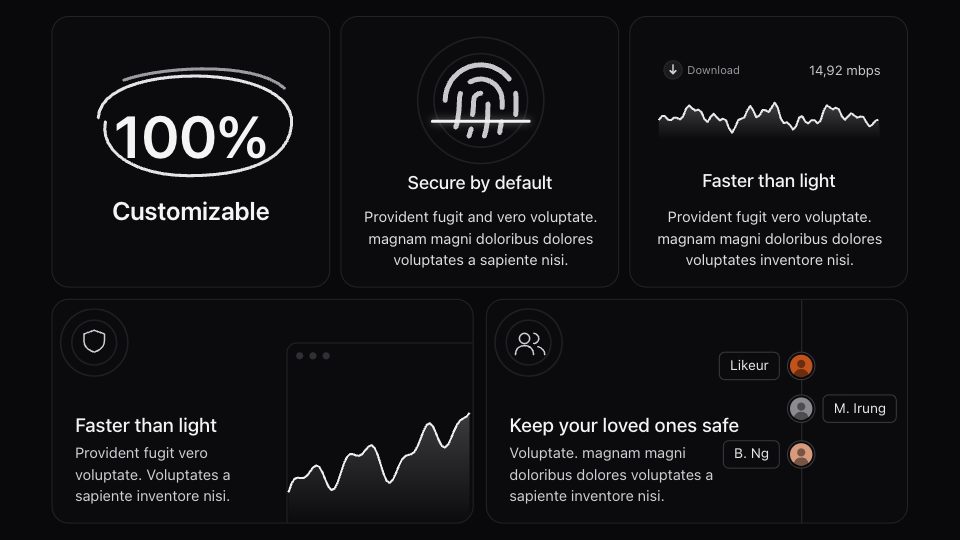 100%
Customizable
Secure by default
Provident fugit and vero voluptate.
magnam magni doloribus dolores
voluptates a sapiente nisi.
Download
14,92 mbps
Faster than light
Provident fugit vero voluptate.
magnam magni doloribus dolores
voluptates inventore nisi.
Faster than light
Provident fugit vero
voluptate. Voluptates a
sapiente inventore nisi.
Keep your loved ones safe
Voluptate. magnam magni
doloribus dolores voluptates a
sapiente inventore nisi.
Likeur
M. Irung
B. Ng